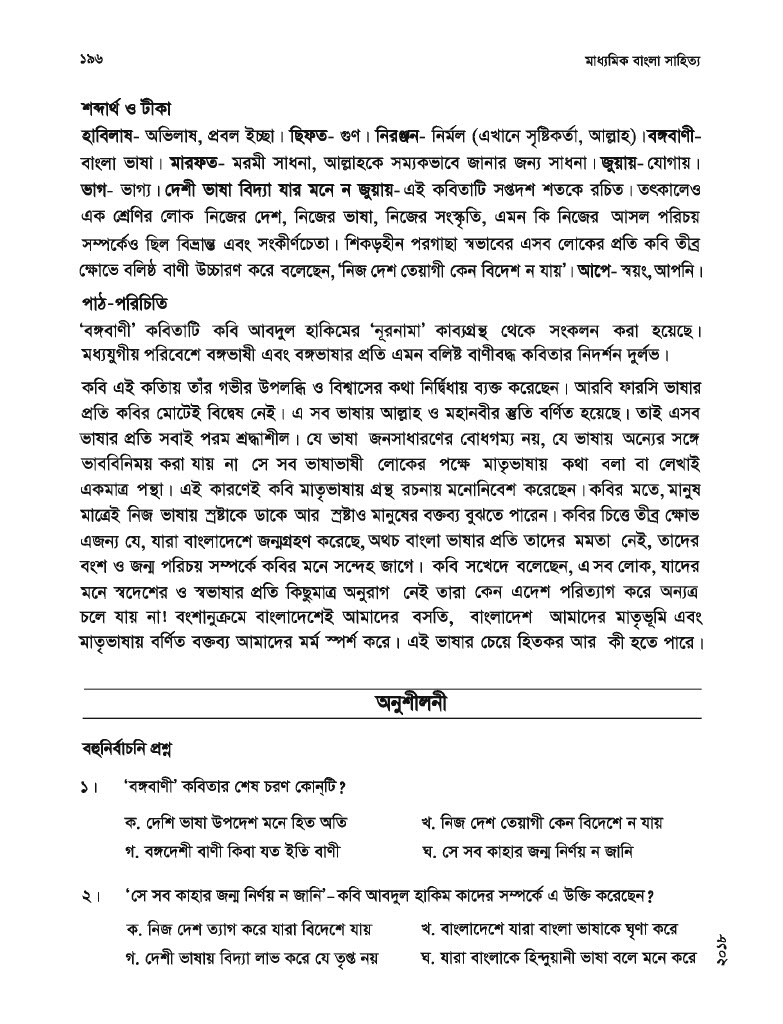 ১৯৬ মাধ্যমিক বাংলা সাহিত্য
শব্দার্থ ও টীকা
হাবিলাষ- অভিলাষ, প্রবল ইচ্ছা। ছিফত- গুণ। নিরঞ্জন- নির্মল (এখানে সৃষ্টিকর্তা, আল্লাহ)। বঙ্গবাণী-
বাংলা ভাষা। মারফত- মরমী সাধনা, আল্লাহকে সম্যকভাবে জানার জন্য সাধনা। জুয়ায়- যোগায়।
ভাগ- ভাগ্য। দেশী ভাষা বিদ্যা যার মনে ন জুয়ায়- এই কবিতাটি সপ্তদশ শতকে রচিত। তৎকালেও
এক শ্রেণির লোক নিজের দেশ, নিজের ভাষা, নিজের সংস্কৃতি, এমন কি নিজের আসল পরিচয়
সম্পর্কেও ছিল বিভ্রান্ত এবং সংকীর্ণচেতা। শিকড়হীন পরগাছা স্বভাবের এসব লোকের প্রতি কবি তীব্র
ক্ষোভে বলিষ্ঠ বাণী উচ্চারণ করে বলেছেন, ‘নিজ দেশ তেয়াগী কেন বিদেশ ন যায়’। আপে- স্বয়ং, আপনি।
পাঠ-পরিচিতি
‘বঙ্গবাণী’ কবিতাটি কবি আবদুল হাকিমের ‘নূরনামা’ কাব্যগ্রন্থ থেকে সংকলন করা হয়েছে।
মধ্যযুগীয় পরিবেশে বঙ্গভাষী এবং বঙ্গভাষার প্রতি এমন বলিষ্ট বাণীবদ্ধ কবিতার নিদর্শন দুর্লভ।
কবি এই কতিায় তাঁর গভীর উপলব্ধি ও বিশ্বাসের কথা নির্দ্বিধায় ব্যক্ত করেছেন। আরবি ফারসি ভাষার
প্রতি কবির মোটেই বিদ্বেষ নেই। এ সব ভাষায় আল্লাহ ও মহানবীর স্তুতি বর্ণিত হয়েছে। তাই এসব
ভাষার প্রতি সবাই পরম শ্রদ্ধাশীল। যে ভাষা জনসাধারণের বোধগম্য নয়, যে ভাষায় অন্যের সঙ্গে
ভাববিনিময় করা যায় না সে সব ভাষাভাষী লোকের পক্ষে মাতৃভাষায় কথা বলা বা লেখাই
একমাত্র পন্থা। এই কারণেই কবি মাতৃভাষায় গ্রন্থ রচনায় মনোনিবেশ করেছেন। কবির মতে, মানুষ
মাত্রেই নিজ ভাষায় স্রষ্টাকে ডাকে আর স্রষ্টাও মানুষের বক্তব্য বুঝতে পারেন। কবির চিত্তে তীব্র ক্ষোভ
এজন্য যে, যারা বাংলাদেশে জন্মগ্রহণ করেছে, অথচ বাংলা ভাষার প্রতি তাদের মমতা নেই, তাদের
বংশ ও জন্ম পরিচয় সম্পর্কে কবির মনে সন্দেহ জাগে। কবি সখেদে বলেছেন, এ সব লোক, যাদের
মনে স্বদেশের ও স্বভাষার প্রতি কিছুমাত্র অনুরাগ নেই তারা কেন এদেশ পরিত্যাগ করে অন্যত্র
চলে যায় না! বংশানুক্রমে বাংলাদেশেই আমাদের বসতি, বাংলাদেশ আমাদের মাতৃভূমি এবং
মাতৃভাষায় বর্ণিত বক্তব্য আমাদের মর্ম স্পর্শ করে। এই ভাষার চেয়ে হিতকর আর কী হতে পারে।
অনুশীলনী
বহুনির্বাচনি প্রশ্ন
১। ‘বঙ্গবাণী’ কবিতার শেষ চরণ কোন্‌টি?
ক. দেশি ভাষা উপদেশ মনে হিত অতি খ. নিজ দেশ তেয়াগী কেন বিদেশে ন যায়
গ. বঙ্গদেশী বাণী কিবা যত ইতি বাণী ঘ. সে সব কাহার জন্ম নির্ণয় ন জানি
২। ‘সে সব কাহার জন্ম নির্ণয় ন জানি’– কবি আবদুল হাকিম কাদের সম্পর্কে এ উক্তি করেছেন?
ক. নিজ দেশ ত্যাগ করে যারা বিদেশে যায় খ. বাংলাদেশে যারা বাংলা ভাষাকে ঘৃণা করে
গ. দেশী ভাষায় বিদ্যা লাভ করে যে তৃপ্ত নয় ঘ. যারা বাংলাকে হিন্দুয়ানী ভাষা বলে মনে করে
২০১৮